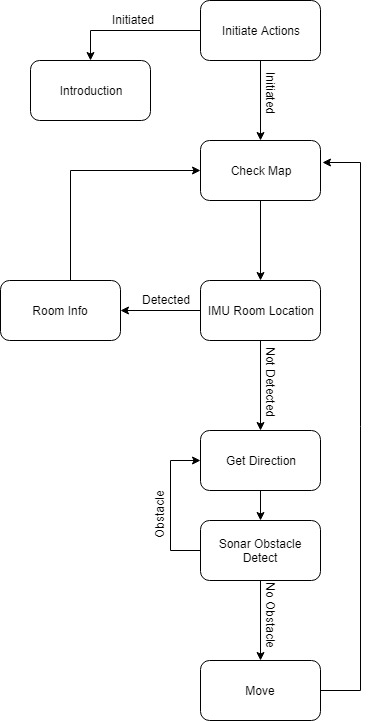 Initiated
Initiate Actions
Introduction
Initiated
Check Map
Room Info
Detected
IMU Room Location
Not Detected
Get Direction
Obstacle
Sonar Obstacle
Detect
No Obstacle
Move